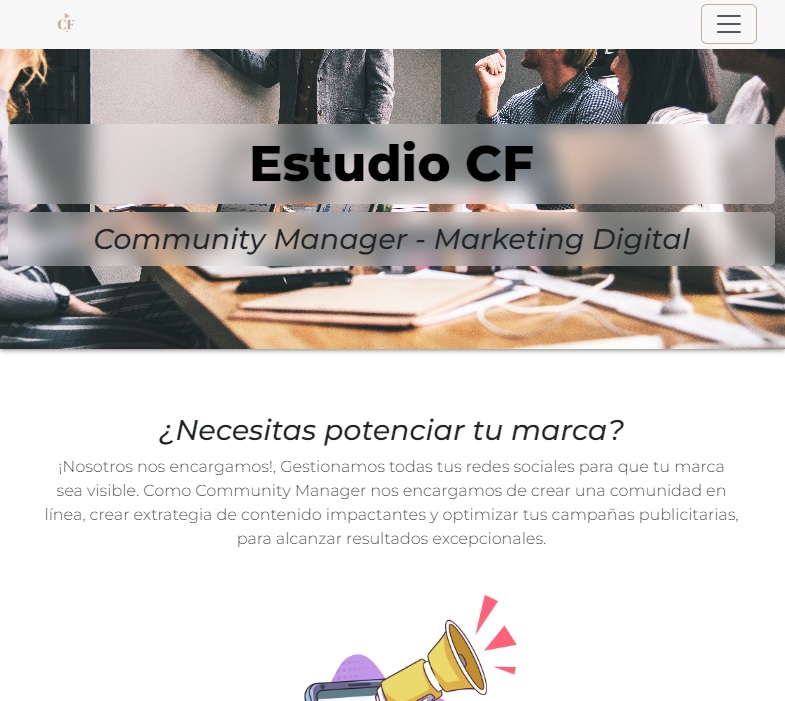 CF
Estudio CF
Community Manager - Marketing Digital
¿Necesitas potenciar tu marca?
¡Nosotros nos encargamos!, Gestionamos todas tus redes sociales para que tu marca
sea visible. Como Community Manager nos encargamos de crear una comunidad en
línea, crear extrategia de contenido impactantes y optimizar tus campañas publicitarias,
para alcanzar resultados excepcionales.